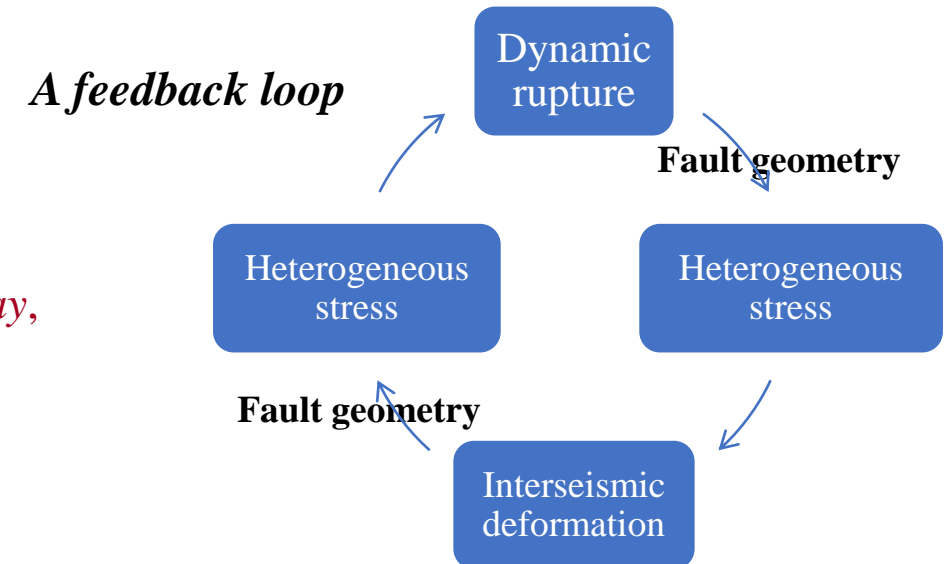 Dynamic
rupture
A feedback loop
Fault geometry
Heterogeneous
stress
Heterogeneous
stress
Fault geometry
Interseismic
deformation